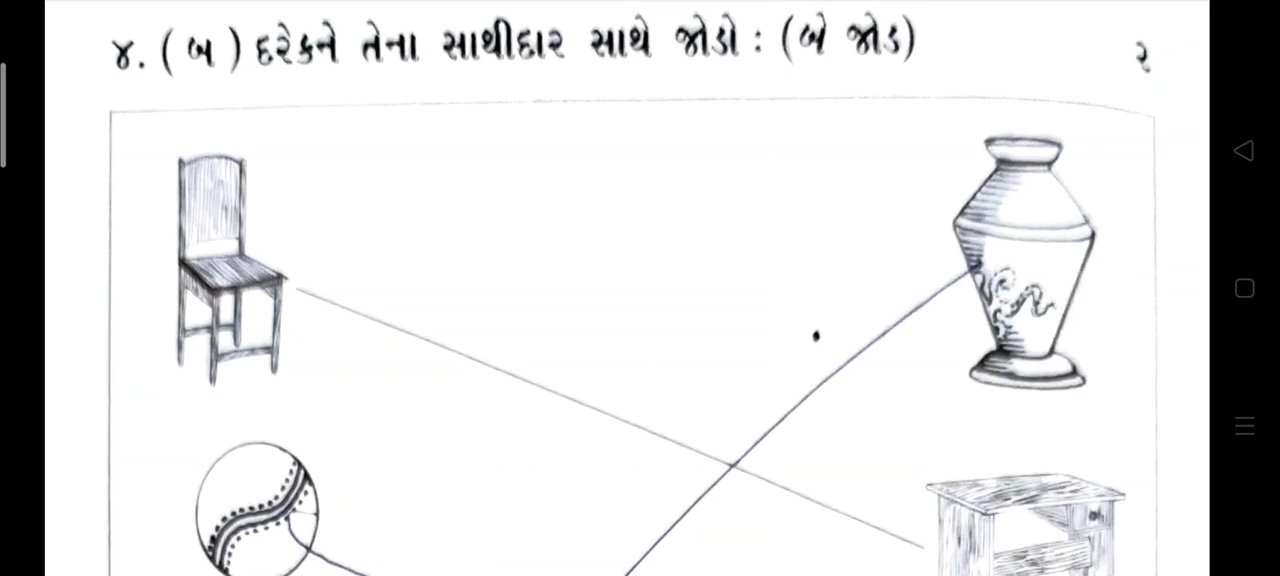 ૪. ( બ ) દરેકને તેના સાથીદાર સાથે જોડો : (બે જોડ) ૨